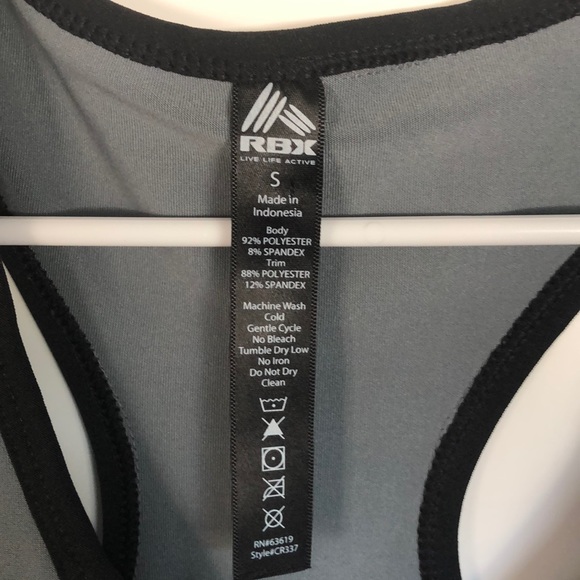 RBX
LIVE LIFE ACTIVE
S
Made in
Indonesia
Body
92% POLYESTER
8% SPANDEX
Trim
88% POLYESTER
12% SPANDEX
Machine Wash
Cold
Gentle Cycle
No Bleach
Tumble Dry Low
No Iron
Do Not Dry
Clean
RN#63619
Style#CR337